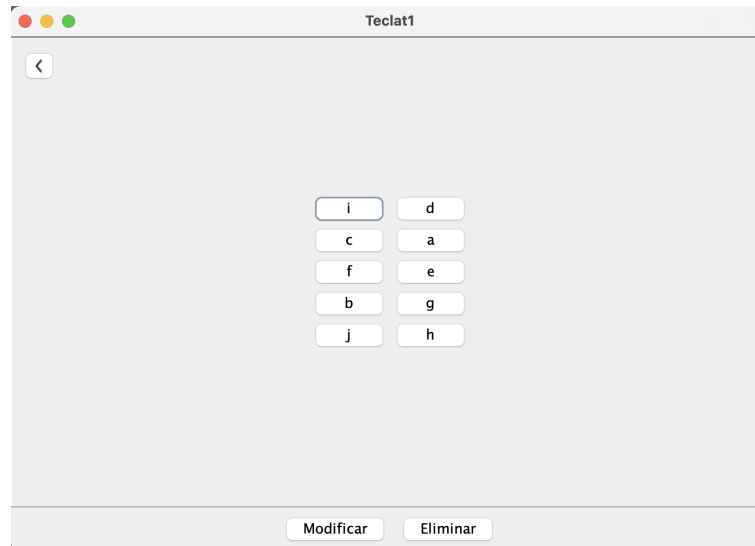 Teclat1
<
i d
c a
f e
b g
j h
Modificar Eliminar